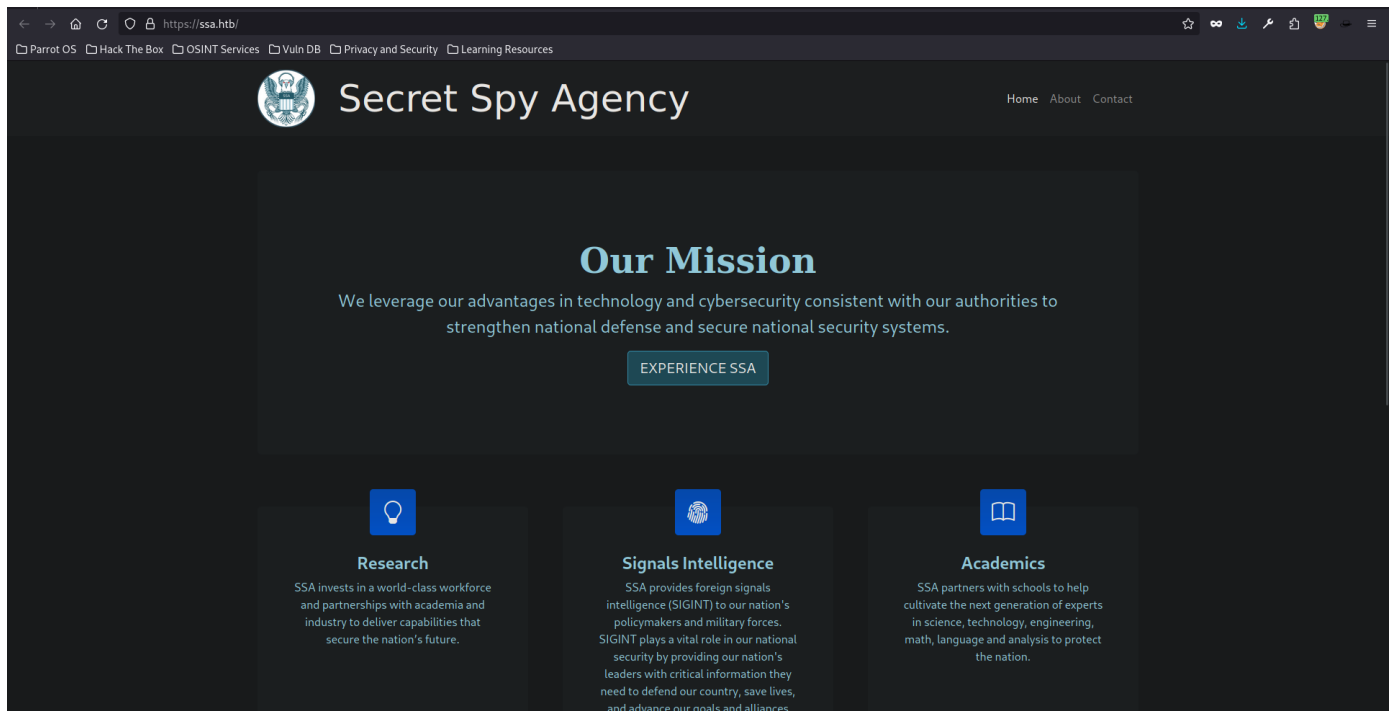 https://ssa.htb/
127
Parrot OS Hack The Box OSINT Services Vuln DB Privacy and Security Learning Resources
Secret Spy Agency
Home About Contact
Our Mission
We leverage our advantages in technology and cybersecurity consistent with our authorities to
strengthen national defense and secure national security systems.
EXPERIENCE SSA
Research
SSA invests in a world-class workforce
and partnerships with academia and
industry to deliver capabilities that
secure the nation's future.
Signals Intelligence
SSA provides foreign signals
intelligence (SIGINT) to our nation's
policymakers and military forces.
SIGINT plays a vital role in our national
security by providing our nation's
leaders with critical information they
need to defend our country, save lives,
and advance our goals and alliances
Academics
SSA partners with schools to help
cultivate the next generation of experts
in science, technology, engineering,
math, language and analysis to protect
the nation.